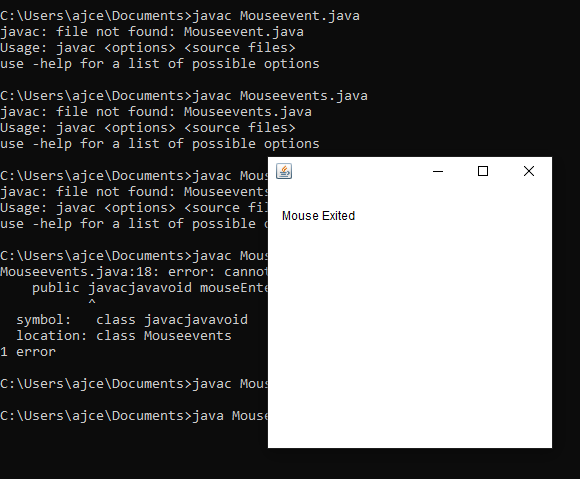 C:\Users\ajce\Documents>javac Mouseevent.java
javac: file not found: Mouseevent.java
Usage: javac <options> <source files>
use -help for a list of possible options
C:\Users\ajce\Documents>javac Mouseevents.java
javac: file not found: Mouseevents.java
Usage: javac <options> <source files>
use -help for a list of possible options
C:\Users\ajce\Documents>javac Mous
javac: file not found: Mouseevents
Usage: javac <options> <source fil
use -help for a list of possible o
C:\Users\ajce\Documents>javac Mous
Mouseevents.java:18: error: cannot
public javacjavavoid mouseEnte
^
symbol: class javacjavavoid
location: class Mouseevents
1 error
C:\Users\ajce\Documents>javac Mous
C:\Users\ajce\Documents>java Mouse
Mouse Exited